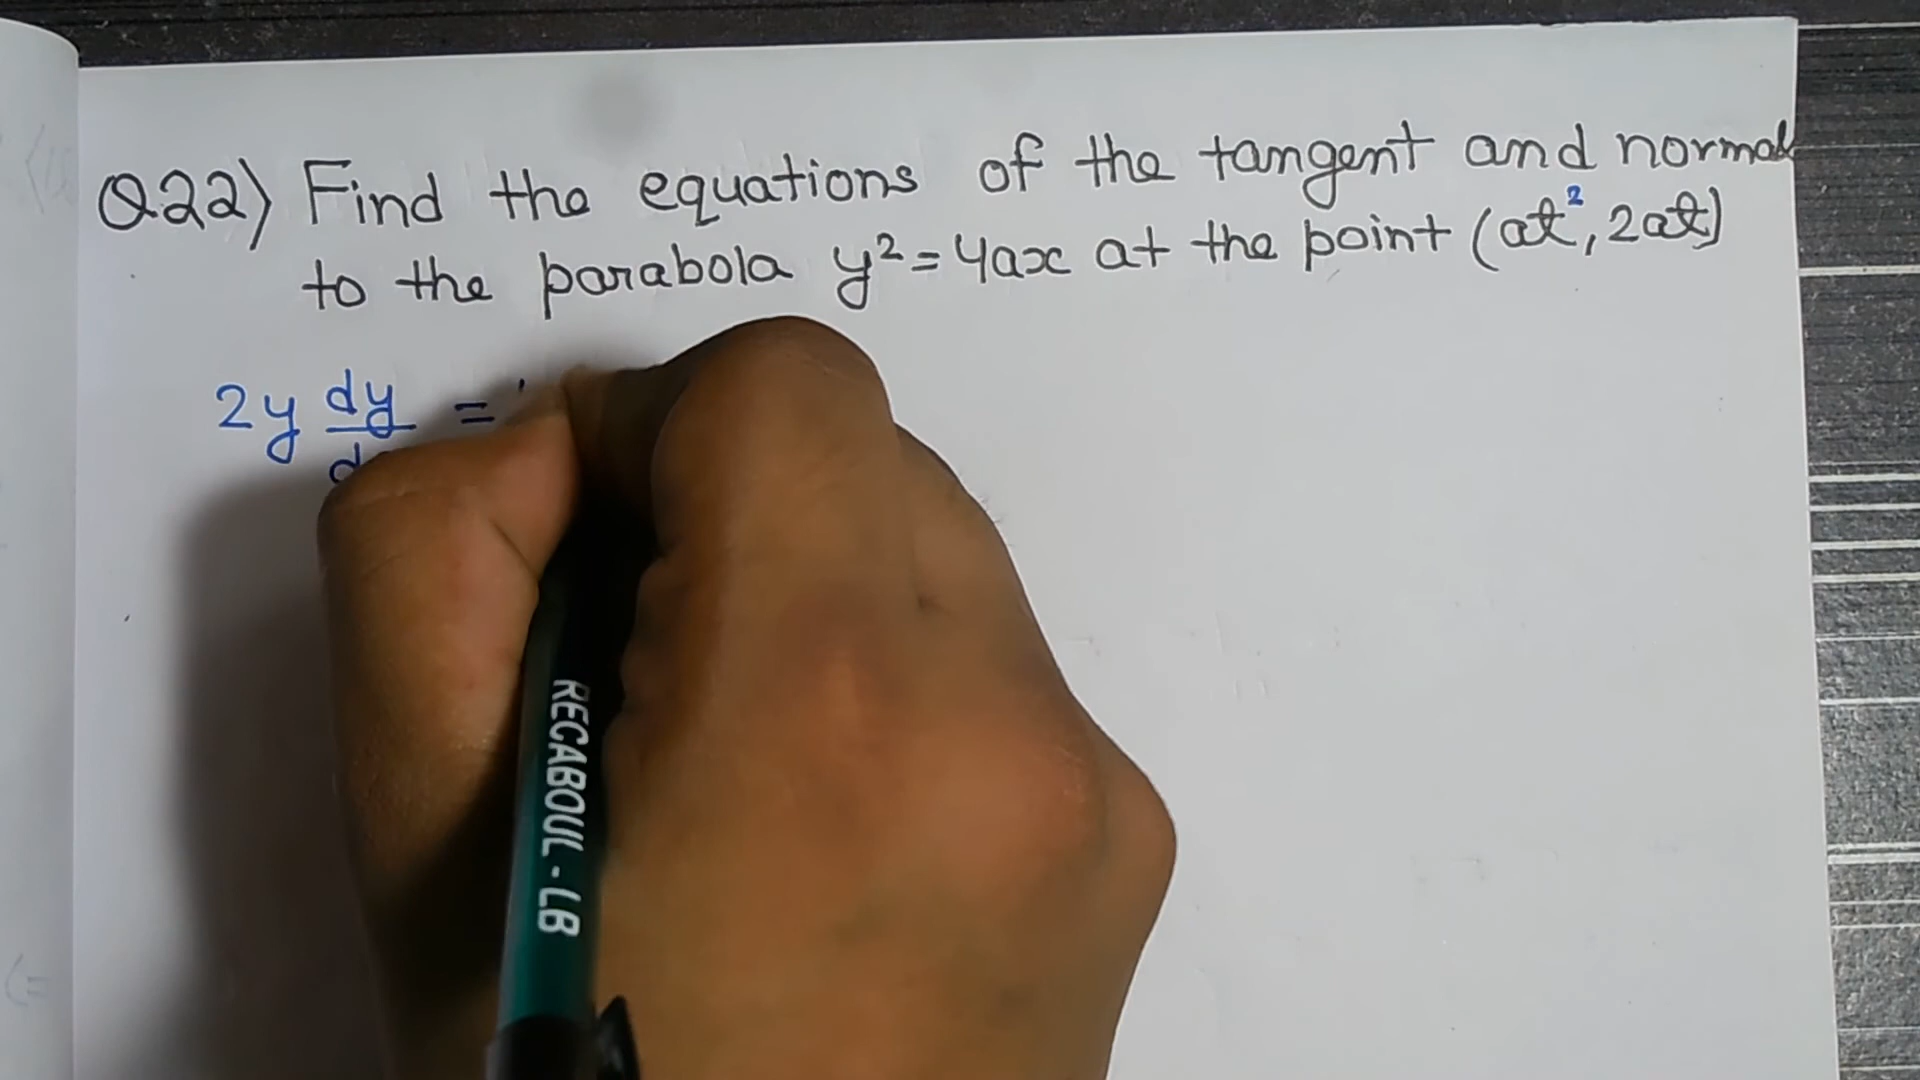 Q22) Find the equations of the tangent and normal
to the parabola y²=4ax at the point (at², 2at)
2y dy =
d
RECABOUL-LB